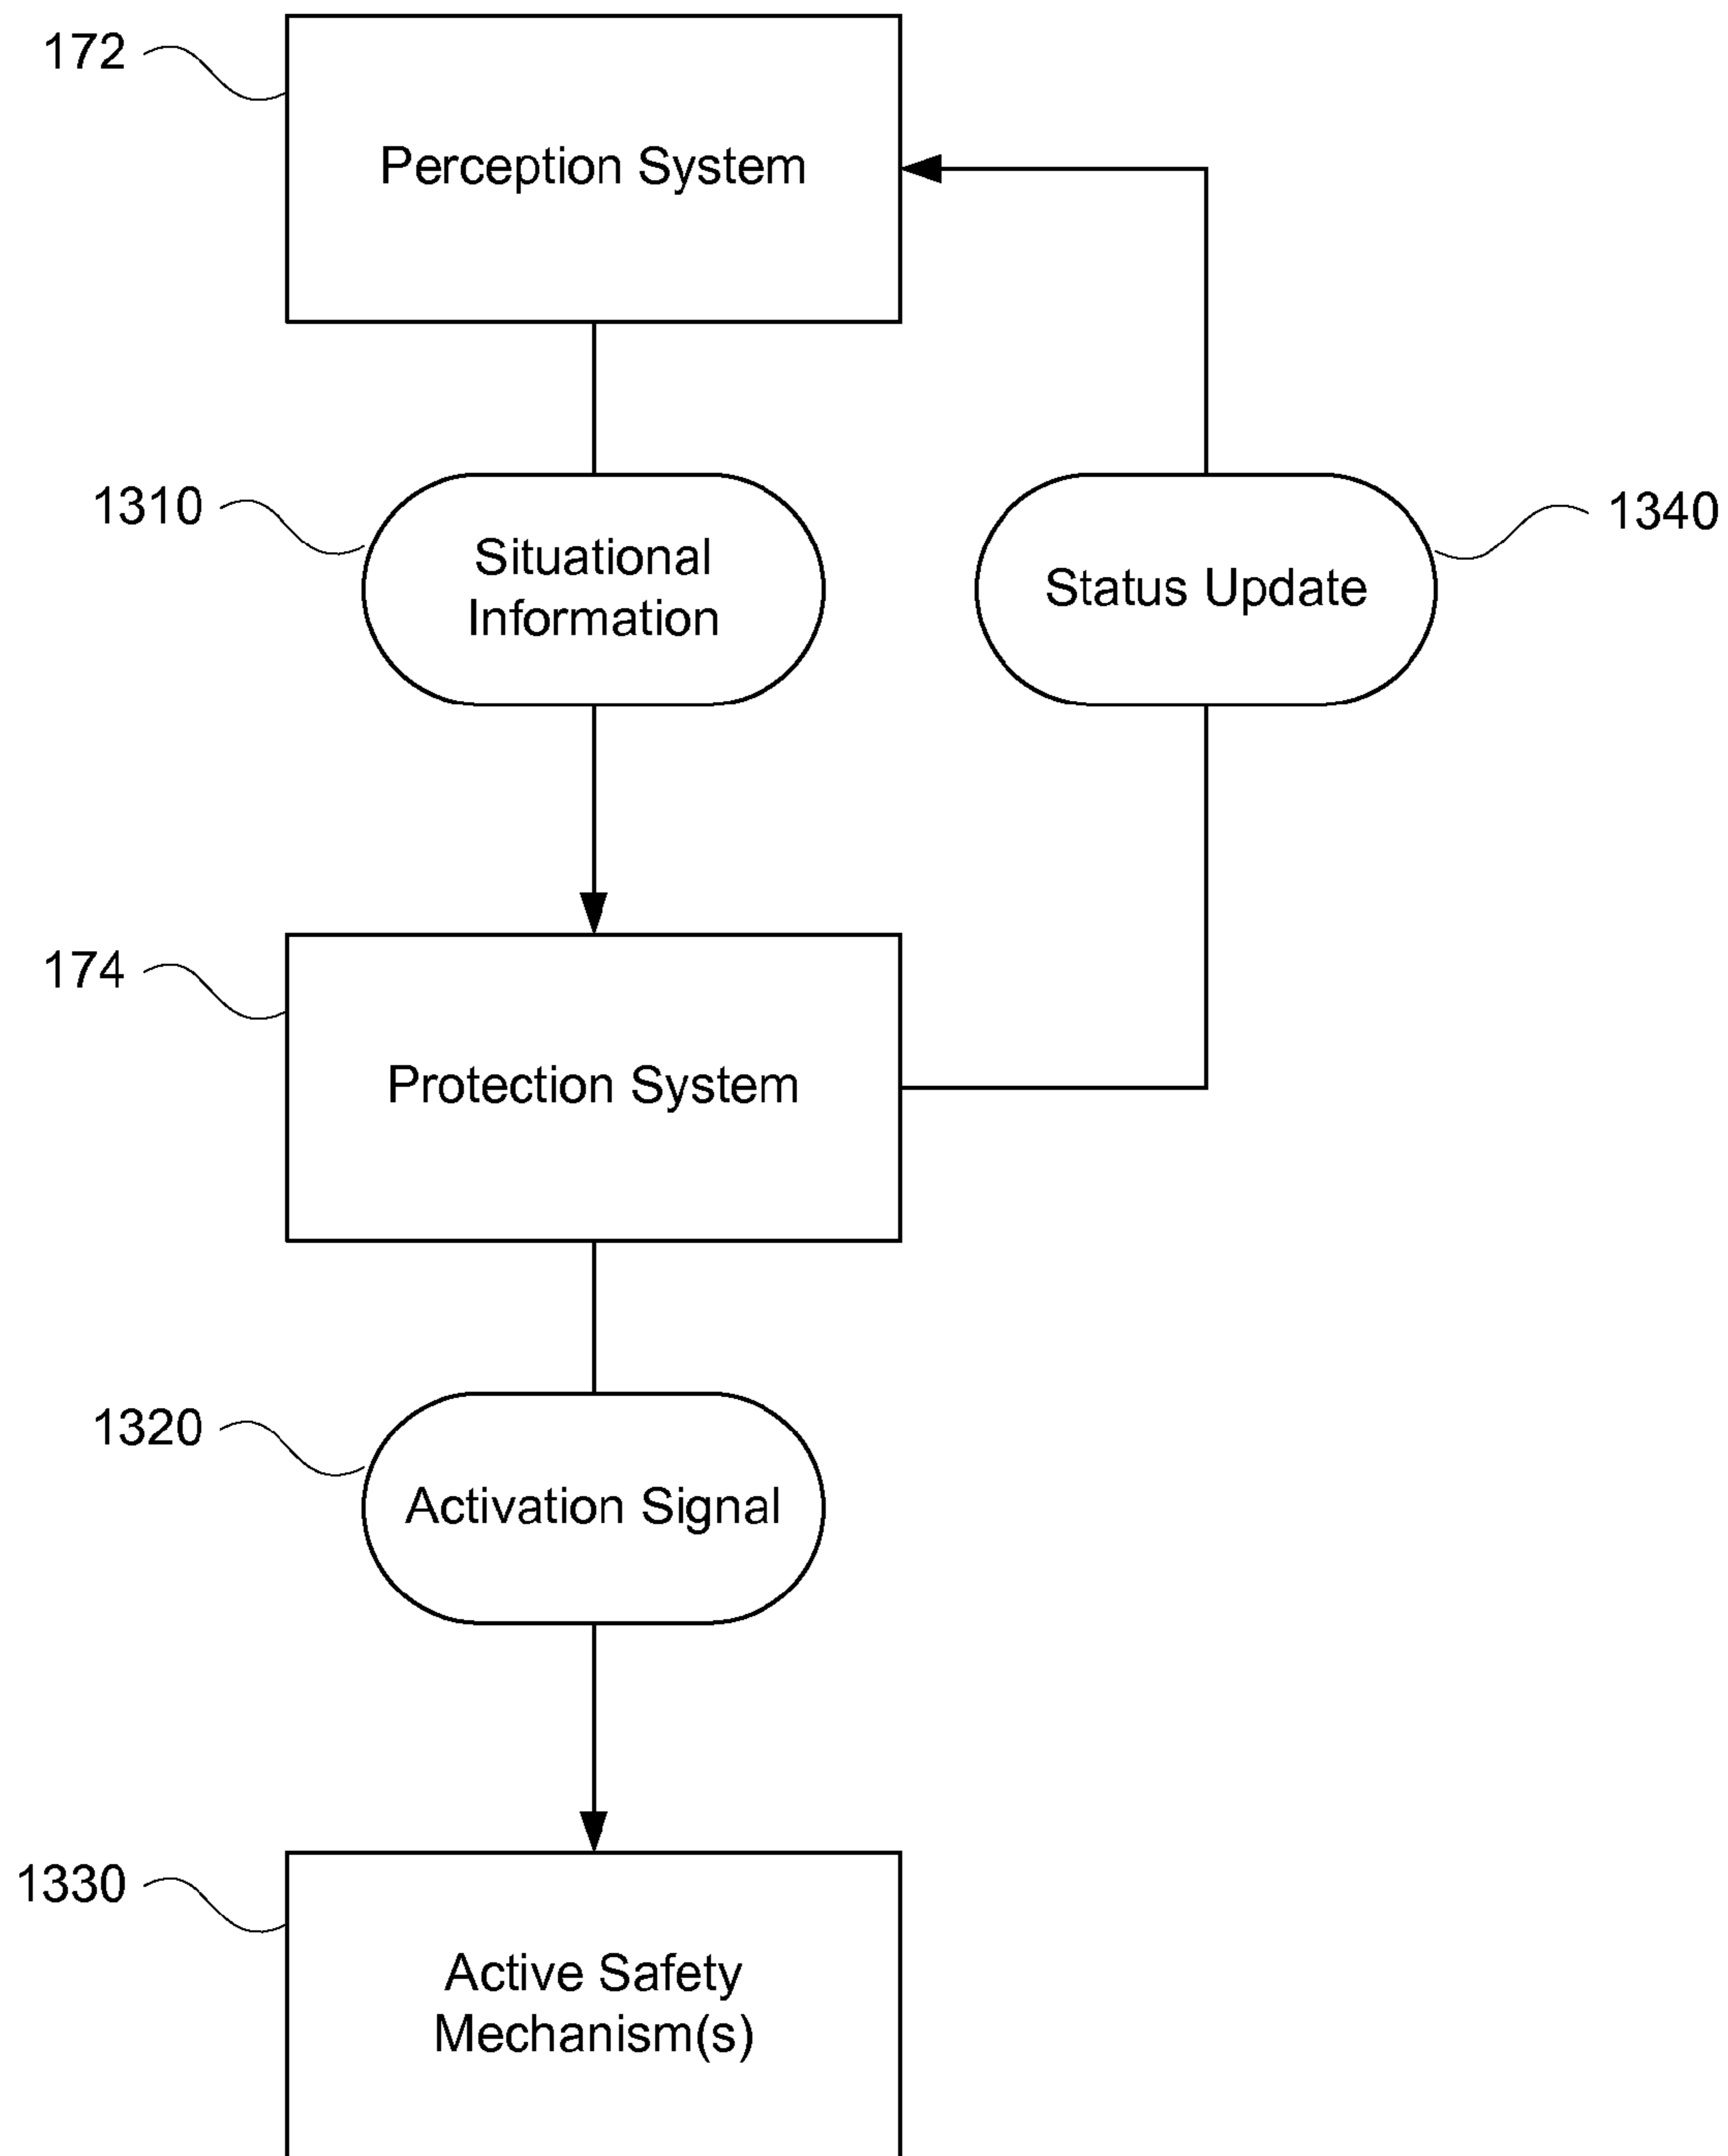 172
Perception System
1310
Situational
Information
Status Update
1340
174
Protection System
1320
Activation Signal
1330
Active Safety
Mechanism(s)